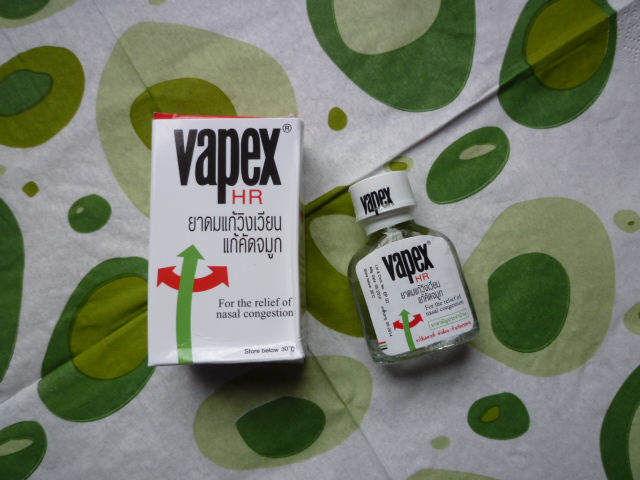 vapex®
HR
ยาดมแก้วิงเวียน
แก้คัดจมูก
For the relief of
nasal congestion
Store below 30°C
vapex
vapex®
HR
ยาดมแก้วิงเวียน
แก้คัดจมูก
For the relief of
nasal congestion